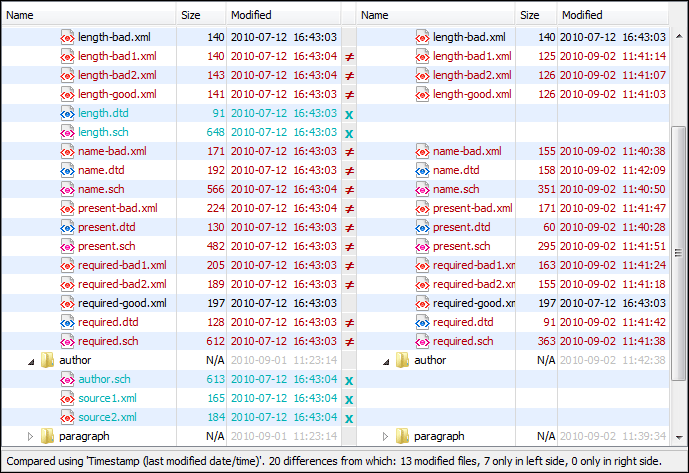 Name Size Modified Name Size Modified
length-bad.xml 140 2010-07-12 16:43:03 length-bad.xml 140 2010-07-12 16:43:03
length-bad1.xml 140 2010-07-12 16:43:04 ≠ length-bad1.xml 125 2010-09-02 11:41:14
length-bad2.xml 143 2010-07-12 16:43:04 ≠ length-bad2.xml 126 2010-09-02 11:41:07
length-good.xml 141 2010-07-12 16:43:03 ≠ length-good.xml 126 2010-09-02 11:41:03
length.dtd 91 2010-07-12 16:43:03 x
length.sch 648 2010-07-12 16:43:03 x
name-bad.xml 171 2010-07-12 16:43:03 ≠ name-bad.xml 155 2010-09-02 11:40:38
name.dtd 192 2010-07-12 16:43:03 ≠ name.dtd 158 2010-09-02 11:42:09
name.sch 566 2010-07-12 16:43:04 ≠ name.sch 351 2010-09-02 11:40:50
present-bad.xml 224 2010-07-12 16:43:04 ≠ present-bad.xml 171 2010-09-02 11:41:47
present.dtd 130 2010-07-12 16:43:03 ≠ present.dtd 60 2010-09-02 11:40:28
present.sch 482 2010-07-12 16:43:03 ≠ present.sch 295 2010-09-02 11:41:51
required-bad1.xml 205 2010-07-12 16:43:04 ≠ required-bad1.xm 163 2010-09-02 11:41:24
required-bad2.xml 189 2010-07-12 16:43:04 ≠ required-bad2.xm 155 2010-09-02 11:41:18
required-good.xml 197 2010-07-12 16:43:03 required-good.xm 197 2010-07-12 16:43:03
required.dtd 128 2010-07-12 16:43:03 ≠ required.dtd 91 2010-09-02 11:41:42
required.sch 612 2010-07-12 16:43:04 ≠ required.sch 363 2010-09-02 11:41:38
author N/A 2010-09-01 11:23:14 author N/A 2010-09-02 11:42:38
author.sch 613 2010-07-12 16:43:04 x
source1.xml 165 2010-07-12 16:43:04 x
source2.xml 184 2010-07-12 16:43:04 x
paragraph N/A 2010-09-01 11:23:14 paragraph N/A 2010-09-02 11:39:34
Compared using 'Timestamp (last modified date/time)'. 20 differences from which: 13 modified files, 7 only in left side, 0 only in right side.